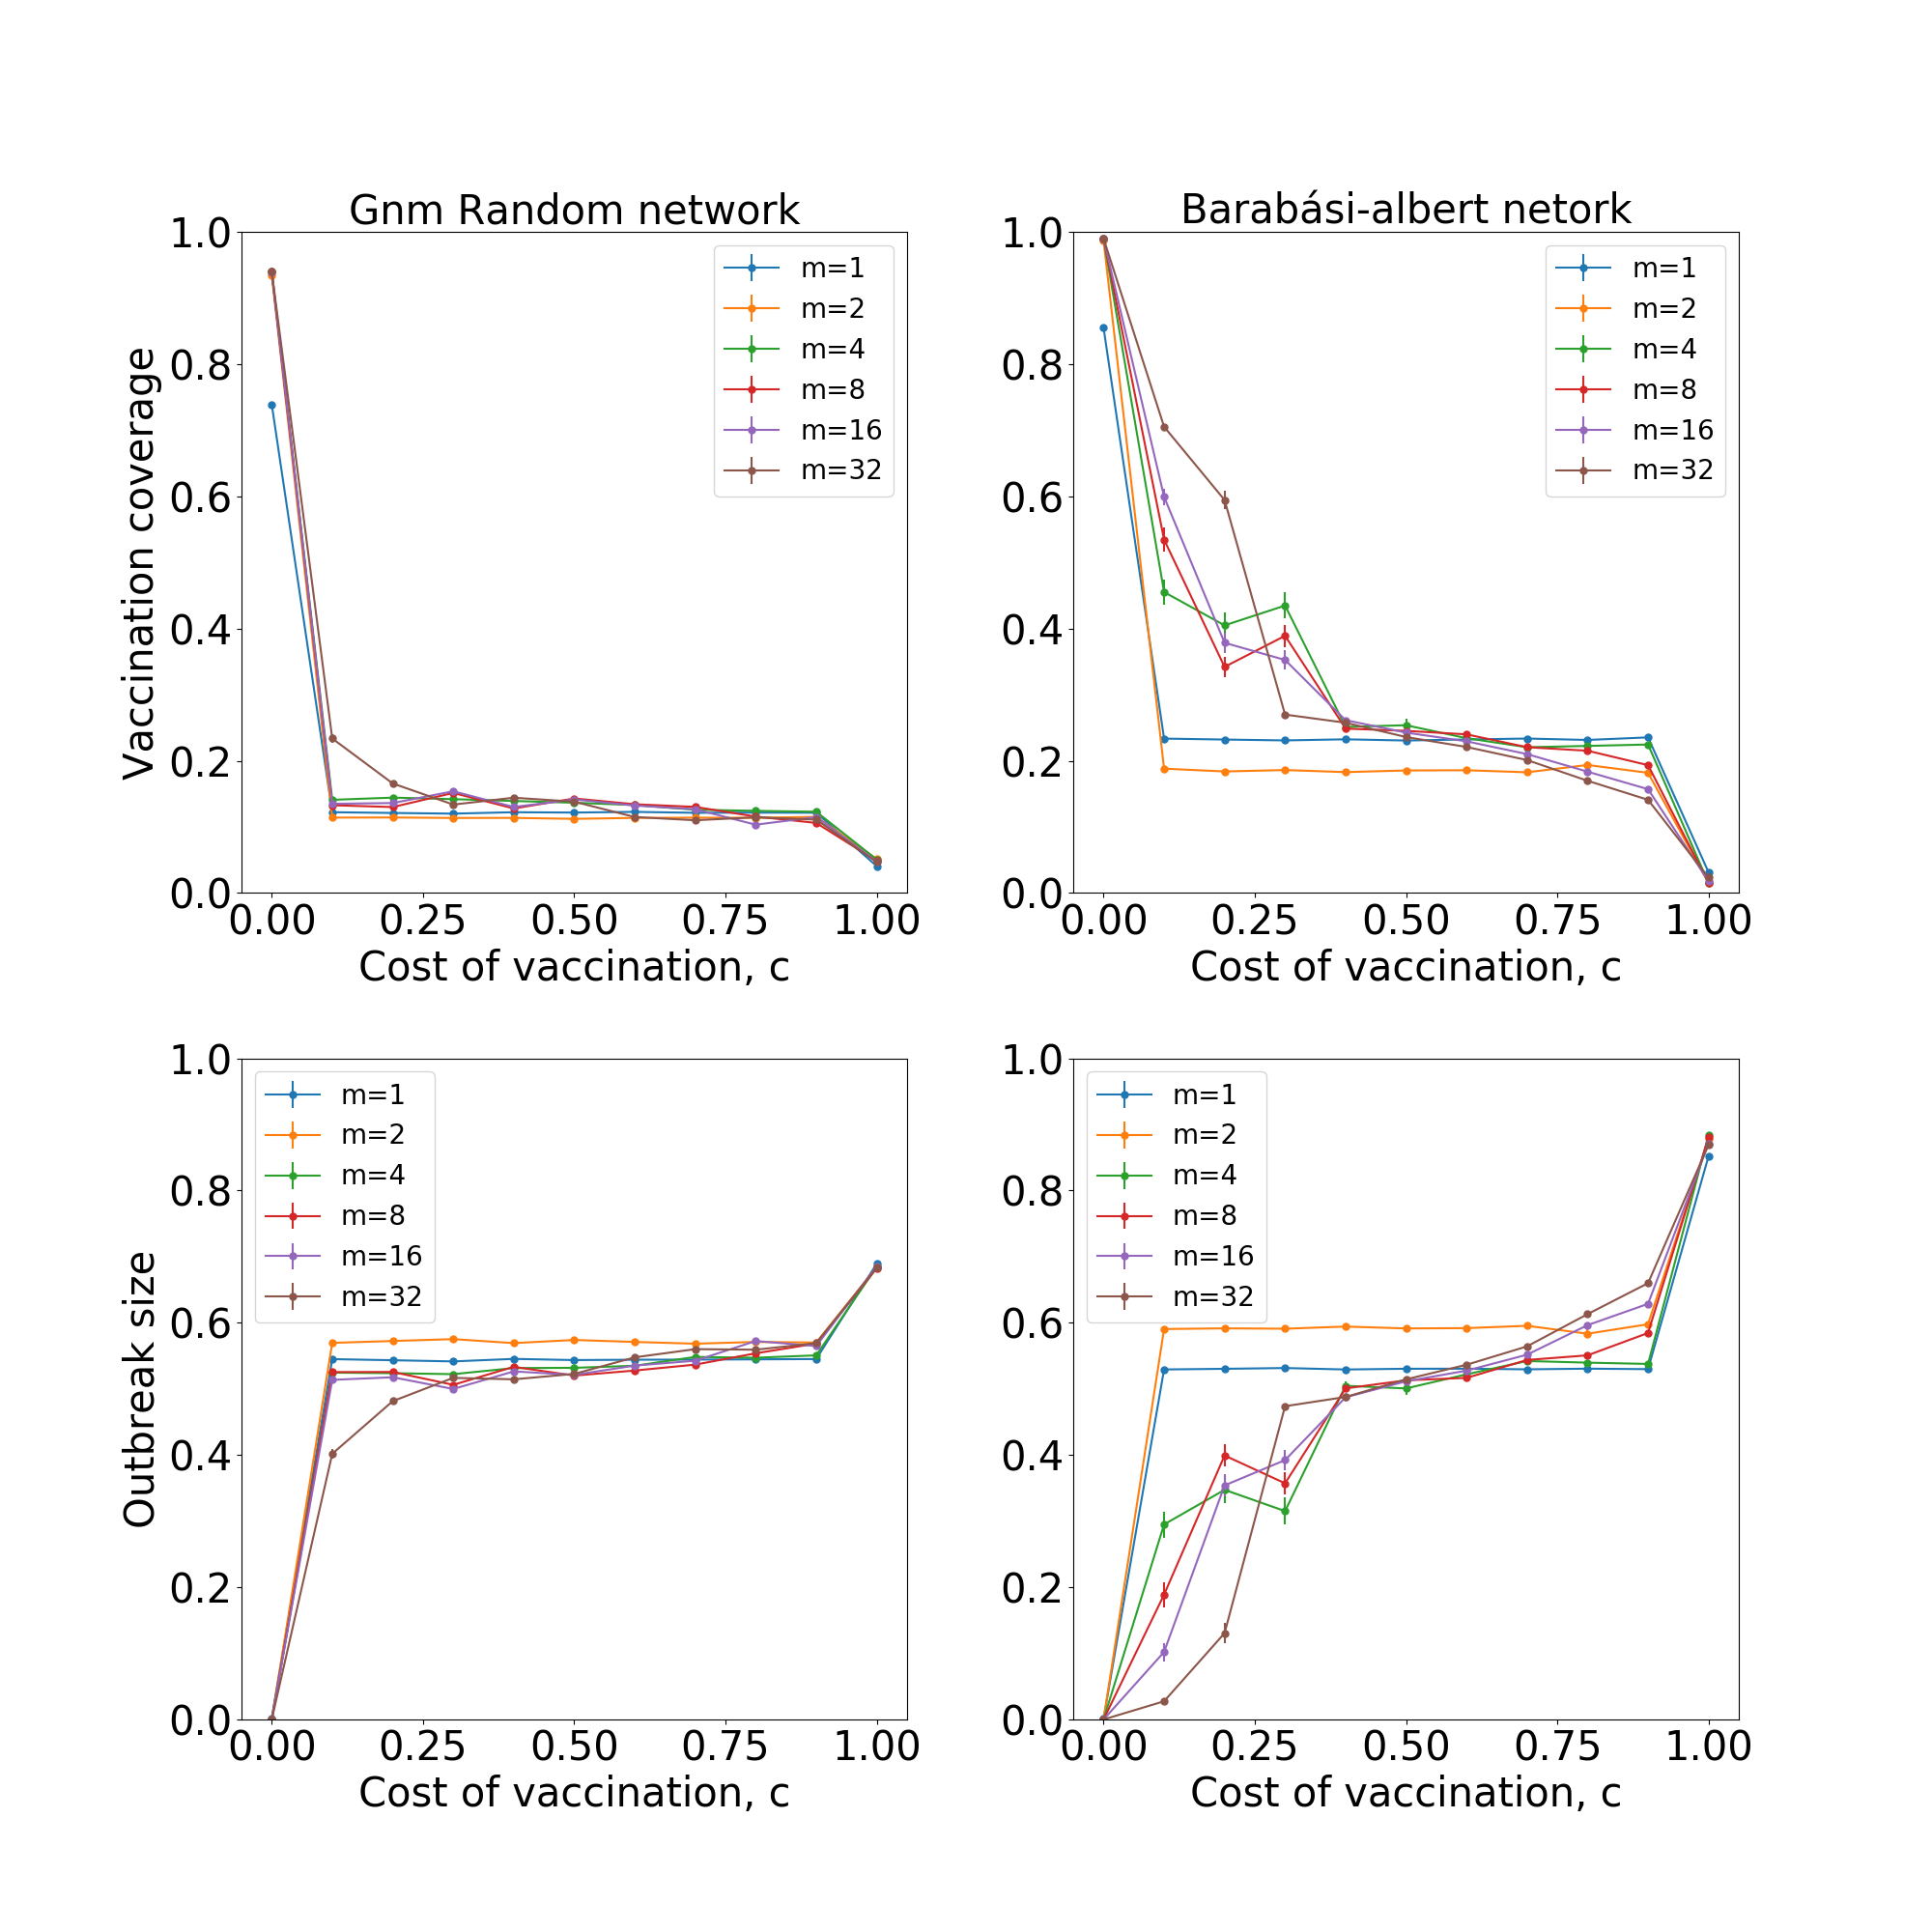 Gnm Random network
Barabási-albert netork
Vaccination coverage
1.0
0.8
0.6
0.4
0.2
0.0
m=1
m=2
m=4
m=8
m=16
m=32
0.00 0.25 0.50 0.75 1.00
Cost of vaccination, c
1.0
0.8
0.6
0.4
0.2
0.0
m=1
m=2
m=4
m=8
m=16
m=32
0.00 0.25 0.50 0.75 1.00
Cost of vaccination, c
Outbreak size
1.0
0.8
0.6
0.4
0.2
0.0
m=1
m=2
m=4
m=8
m=16
m=32
0.00 0.25 0.50 0.75 1.00
Cost of vaccination, c
1.0
0.8
0.6
0.4
0.2
0.0
m=1
m=2
m=4
m=8
m=16
m=32
0.00 0.25 0.50 0.75 1.00
Cost of vaccination, c